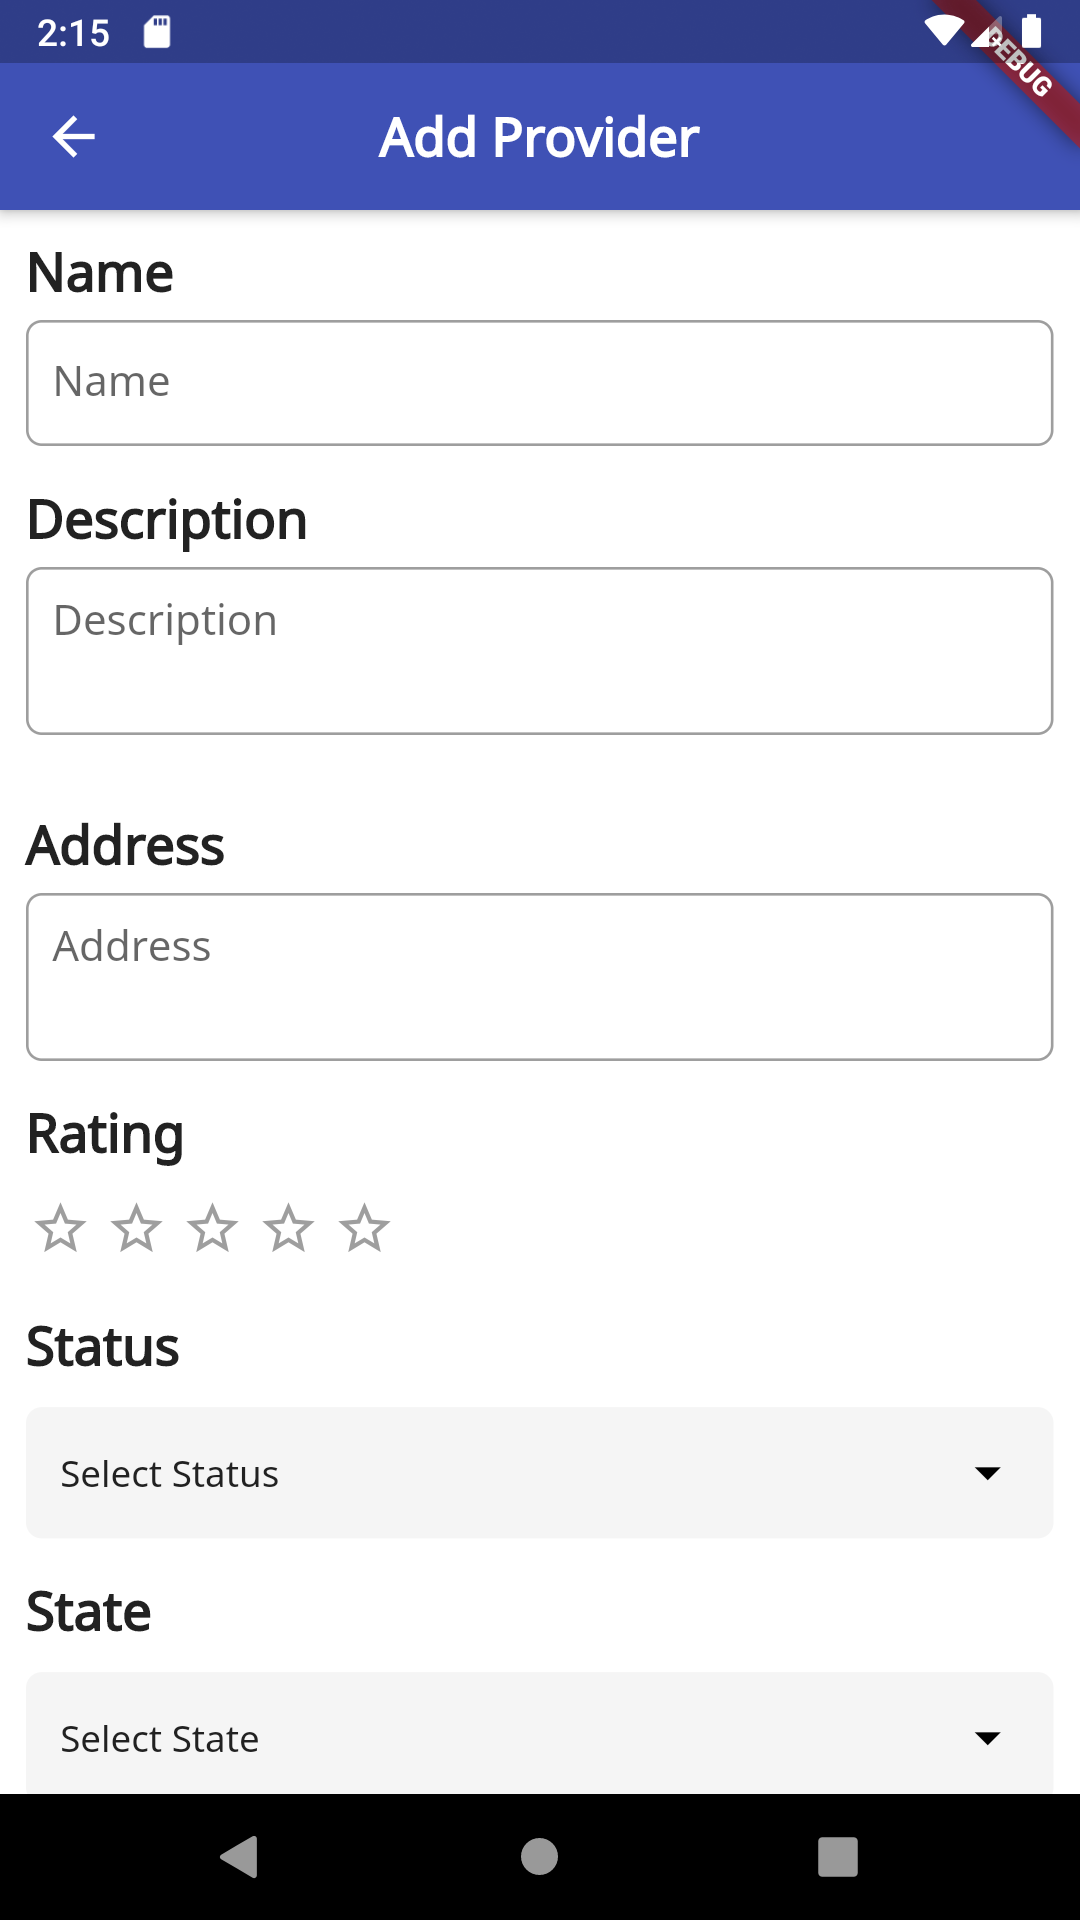 2:15
DEBUG
Add Provider
Name
Name
Description
Description
Address
Address
Rating
Status
Select Status
State
Select State